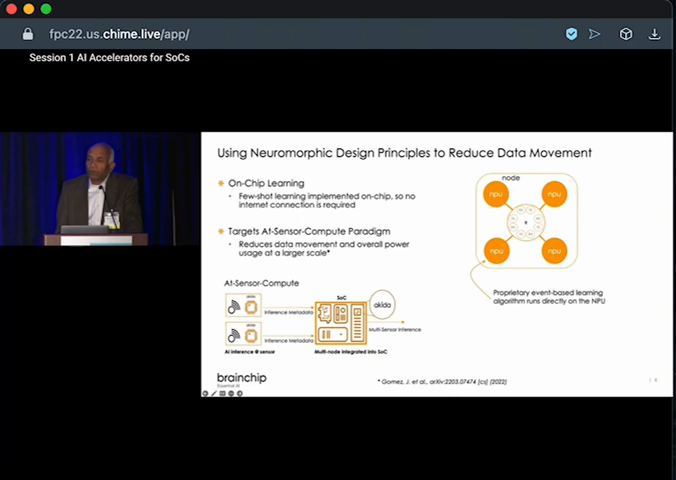 fpc22.us.chime.live/app/
Session 1 AI Accelerators for SoCs
Using Neuromorphic Design Principles to Reduce Data Movement
On-Chip Learning
Few-shot learning implemented on-chip, so no
internet connection is required
Targets At-Sensor-Compute Paradigm
Reduces data movement and overall power
usage at a larger scale*
node
npu
npu
npu
npu
Proprietary event-based learning
algorithm runs directly on the NPU
At-Sensor-Compute
akida
Inference Metadata
akida
Inference Metadata
AI Inference @ sensor
SoC
akida
Multi-Sensor Inference
Multi-node integrated into SoC
brainchip
Essential AI
* Gomez, J. et al., arXiv:2203.07474 [cs] (2022)